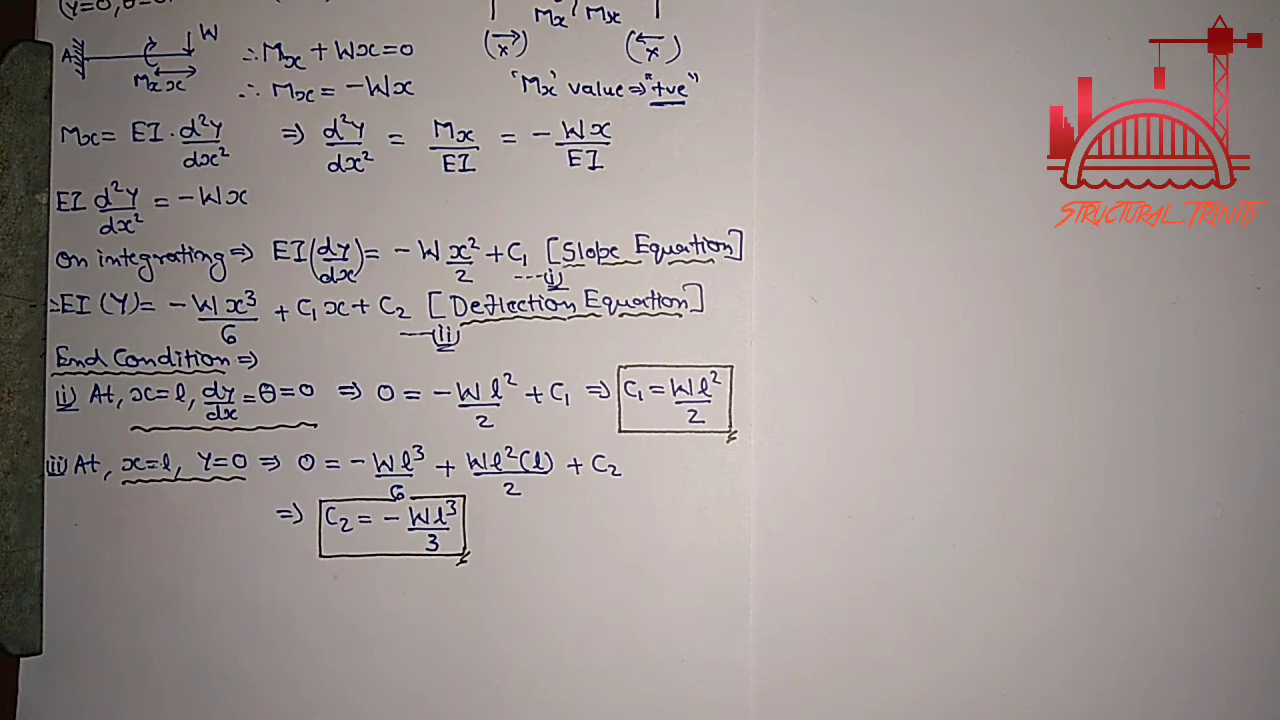 (y=0, θ=0
Mx Mx
A W ∴ Mx + Wx = 0 (→x) (←x)
Mx x ∴ Mx = -Wx 'Mx' value ⇒ "+ve"
Mx = EI · d²y/dx² ⇒ d²y/dx² = Mx/EI = - Wx/EI
EI d²y/dx² = -Wx
On integrating ⇒ EI(dy/dx) = - W x²/2 + C₁ [Slope Equation] ---(i)
⇒ EI (Y) = - Wx³/6 + C₁x + C₂ [Deflection Equation] ---(ii)
End Condition ⇒
(i) At, x=l, dy/dx = θ = 0 ⇒ 0 = - Wl²/2 + C₁ ⇒ C₁ = Wl²/2
(ii) At, x=l, Y=0 ⇒ 0 = - Wl³/6 + Wl²(l)/2 + C₂
⇒ C₂ = - Wl³/3
STRUCTURAL_TRINITY